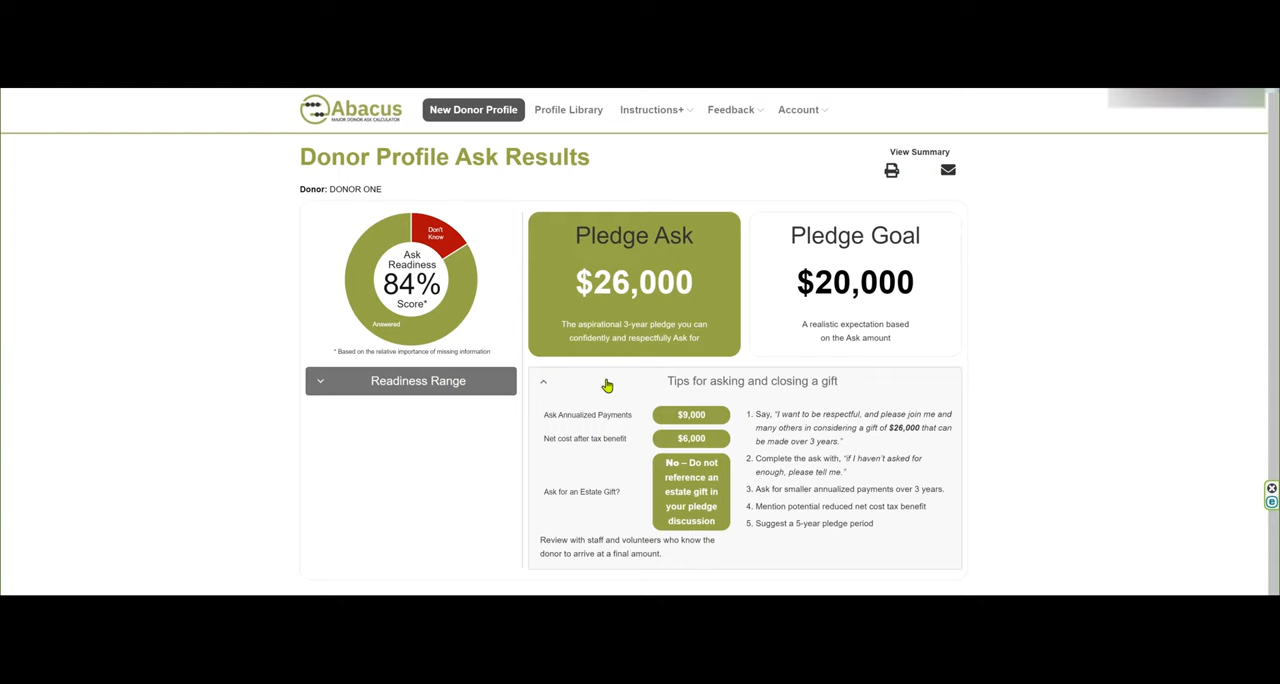 Abacus
MAJOR DONOR ASK CALCULATOR
New Donor Profile
Profile Library
Instructions+
Feedback
Account
Donor Profile Ask Results
View Summary
Donor: DONOR ONE
Don't
Know
Ask
Readiness
84%
Score*
Answered
* Based on the relative importance of missing information
Readiness Range
Pledge Ask
$26,000
The aspirational 3-year pledge you can
confidently and respectfully Ask for
Pledge Goal
$20,000
A realistic expectation based
on the Ask amount
Tips for asking and closing a gift
Ask Annualized Payments
$9,000
Net cost after tax benefit
$6,000
Ask for an Estate Gift?
No – Do not
reference an
estate gift in
your pledge
discussion
Review with staff and volunteers who know the
donor to arrive at a final amount.
1. Say, "I want to be respectful, and please join me and
many others in considering a gift of $26,000 that can
be made over 3 years."
2. Complete the ask with, "if I haven't asked for
enough, please tell me."
3. Ask for smaller annualized payments over 3 years.
4. Mention potential reduced net cost tax benefit
5. Suggest a 5-year pledge period